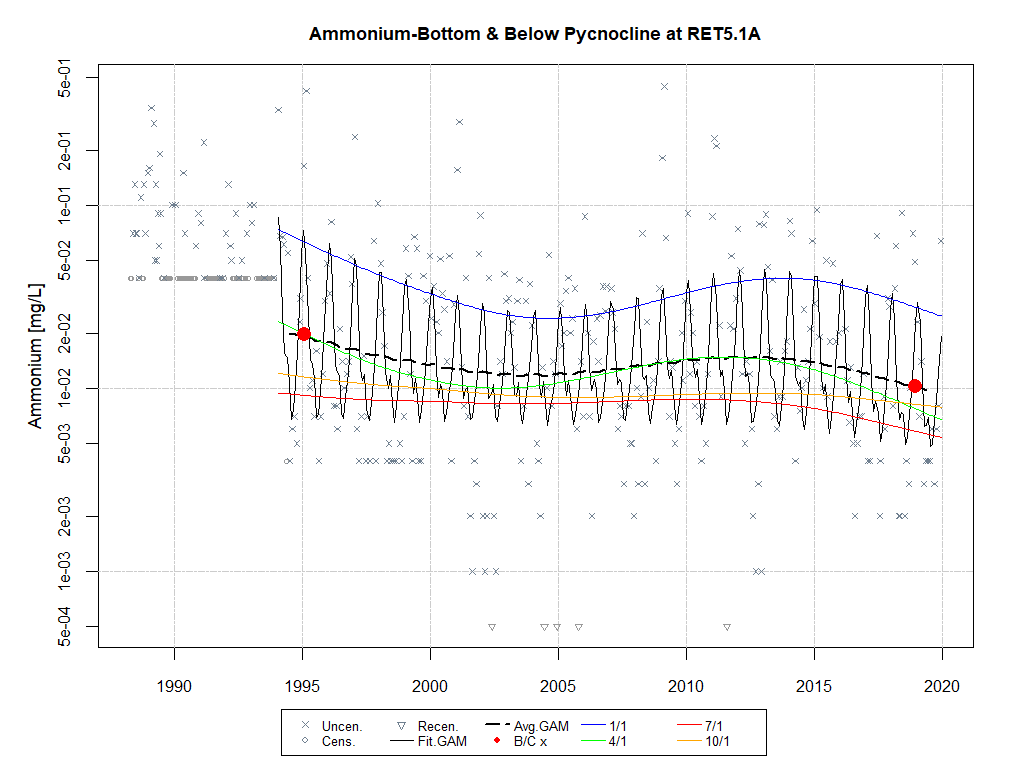 Ammonium-Bottom & Below Pycnocline at RET5.1A
Ammonium [mg/L]
5e-01
2e-01
1e-01
5e-02
2e-02
1e-02
5e-03
2e-03
1e-03
5e-04
1990 1995 2000 2005 2010 2015 2020
Uncen. Recen. Avg.GAM 1/1 7/1
Cens. Fit.GAM B/C x 4/1 10/1